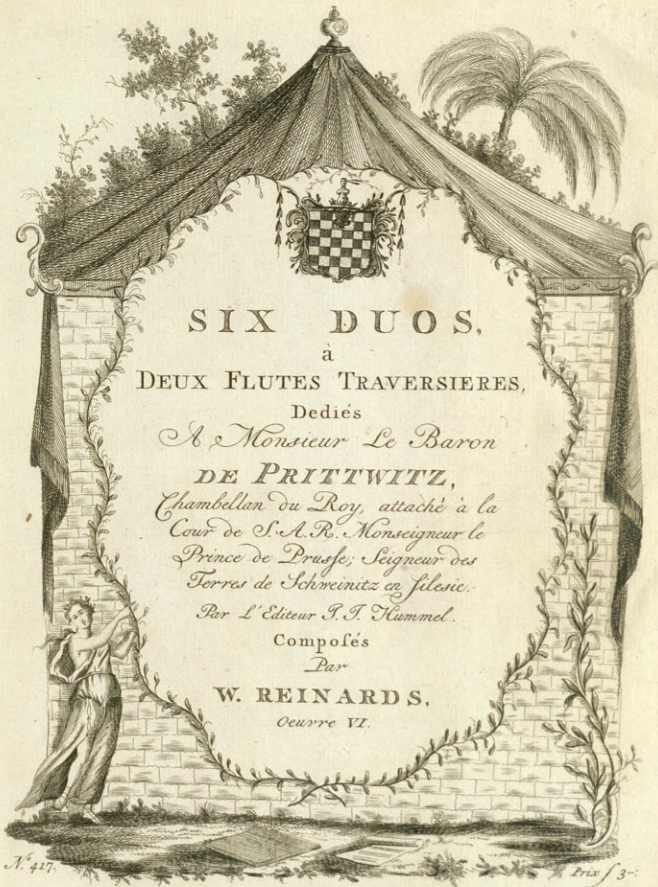 SIX DUOS,
à
DEUX FLUTES TRAVERSIERES,
Dediés
A Monsieur Le Baron
DE PRITTWITZ,
Chambellan du Roy, attaché à la
Cour de S.A.R. Monseigneur le
Prince de Prusse; Seigneur des
Terres de Schweinitz en silesie.
Par L'Editeur J. J. Hummel.
Compoſés
Par
W. REINARDS,
Oeuvre VI.
N.º 417.
Prix ƒ 3-: